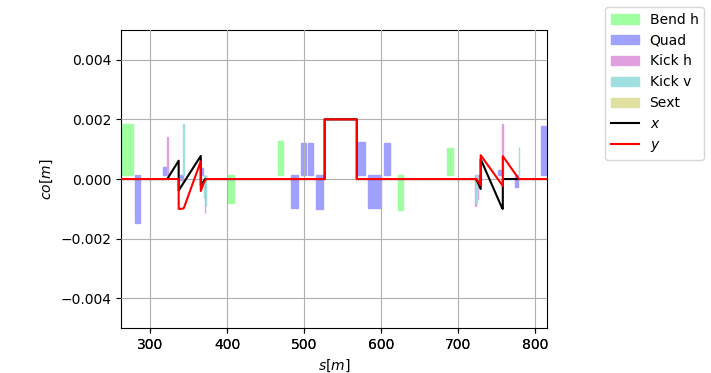 Bend h
Quad
Kick h
Kick v
Sext
x
y
0.004
0.002
0.000
−0.002
−0.004
co[m]
300
400
500
600
700
800
s[m]